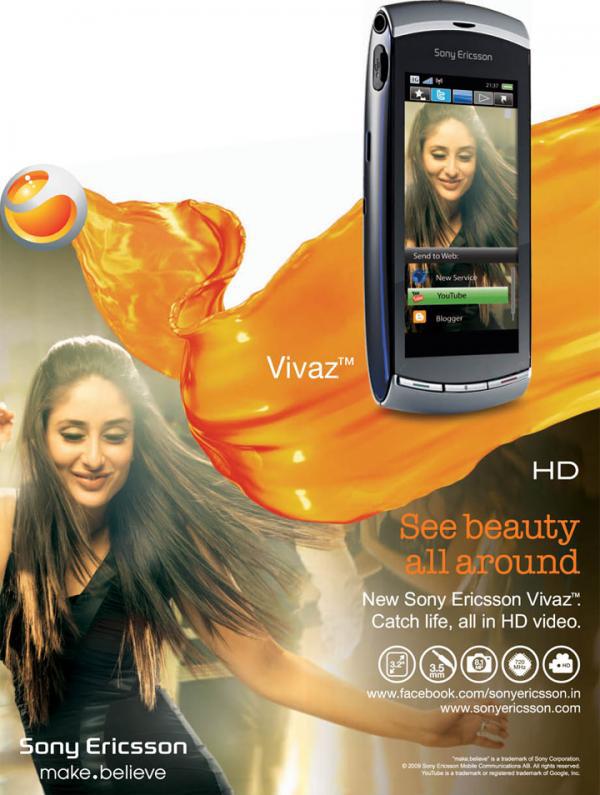 Sony Ericsson
3G
21:37
Send to Web:
New Service
YouTube
Blogger
Vivaz™
HD
See beauty
all around
New Sony Ericsson Vivaz™.
Catch life, all in HD video.
3.2"
3.5
mm
8.1
MP
720
MHz
HD
www.facebook.com/sonyericsson.in
www.sonyericsson.com
Sony Ericsson
make.believe
"make.believe" is a trademark of Sony Corporation.
© 2009 Sony Ericsson Mobile Communications AB. All rights reserved.
YouTube is a trademark or registered trademark of Google, Inc.